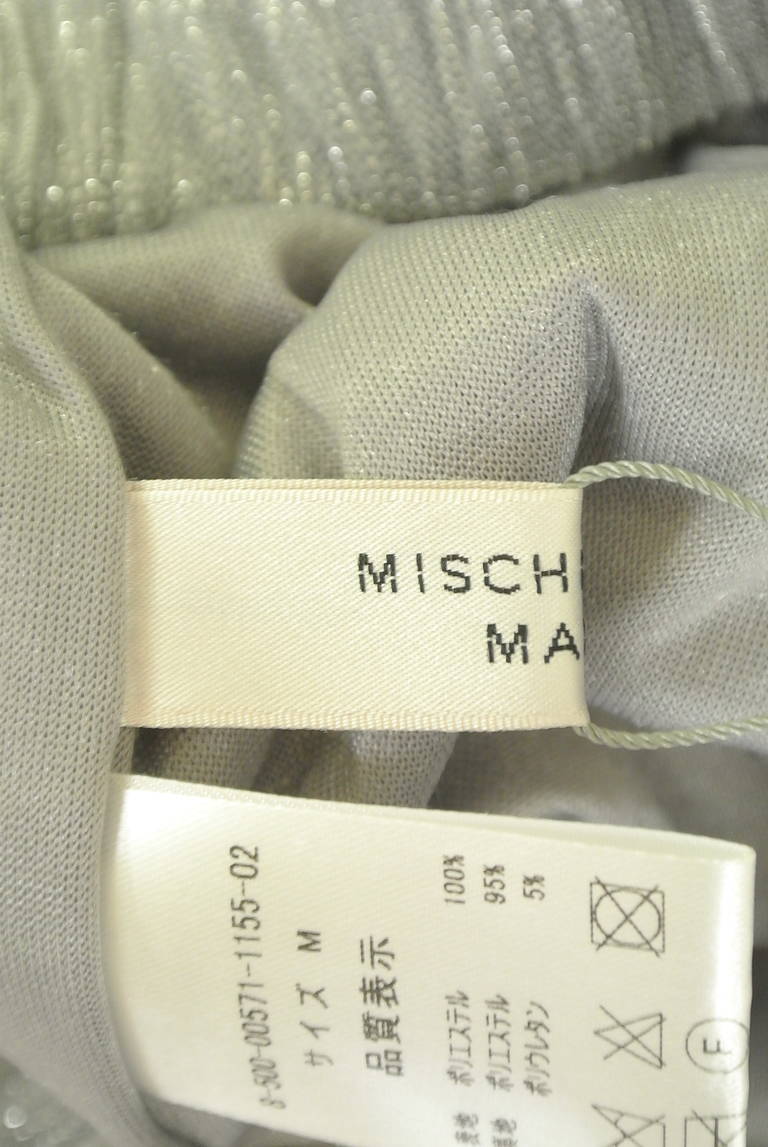 MISCH
MA
8-500-00571-1155-02
サイズ M
品質表示
ポリエステル 100%
ポリエステル 95%
ポリウレタン 5%
F